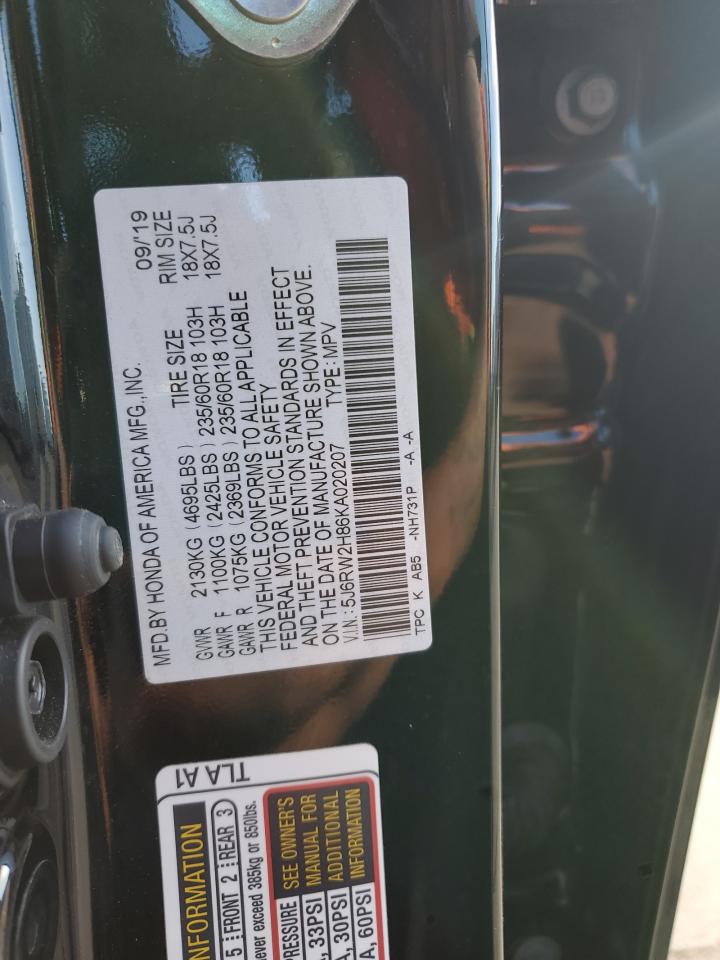 MFD.BY HONDA OF AMERICA MFG.,INC. 09/'19
TIRE SIZE RIM SIZE
GVWR 2130KG (4695LBS)
GAWR F 1100KG (2425LBS) 235/60R18 103H 18X7.5J
GAWR R 1075KG (2369LBS) 235/60R18 103H 18X7.5J
THIS VEHICLE CONFORMS TO ALL APPLICABLE
FEDERAL MOTOR VEHICLE SAFETY
AND THEFT PREVENTION STANDARDS IN EFFECT
ON THE DATE OF MANUFACTURE SHOWN ABOVE.
V.I.N.:5J6RW2H86KA020207 TYPE:MPV
TPC K AB5 -NH731P -A -A
TLA A1
NFORMATION
5 FRONT 2 REAR 3
never exceed 385kg or 850lbs.
PRESSURE SEE OWNER'S
, 33PSI MANUAL FOR
, 30PSI ADDITIONAL
, 60PSI INFORMATION